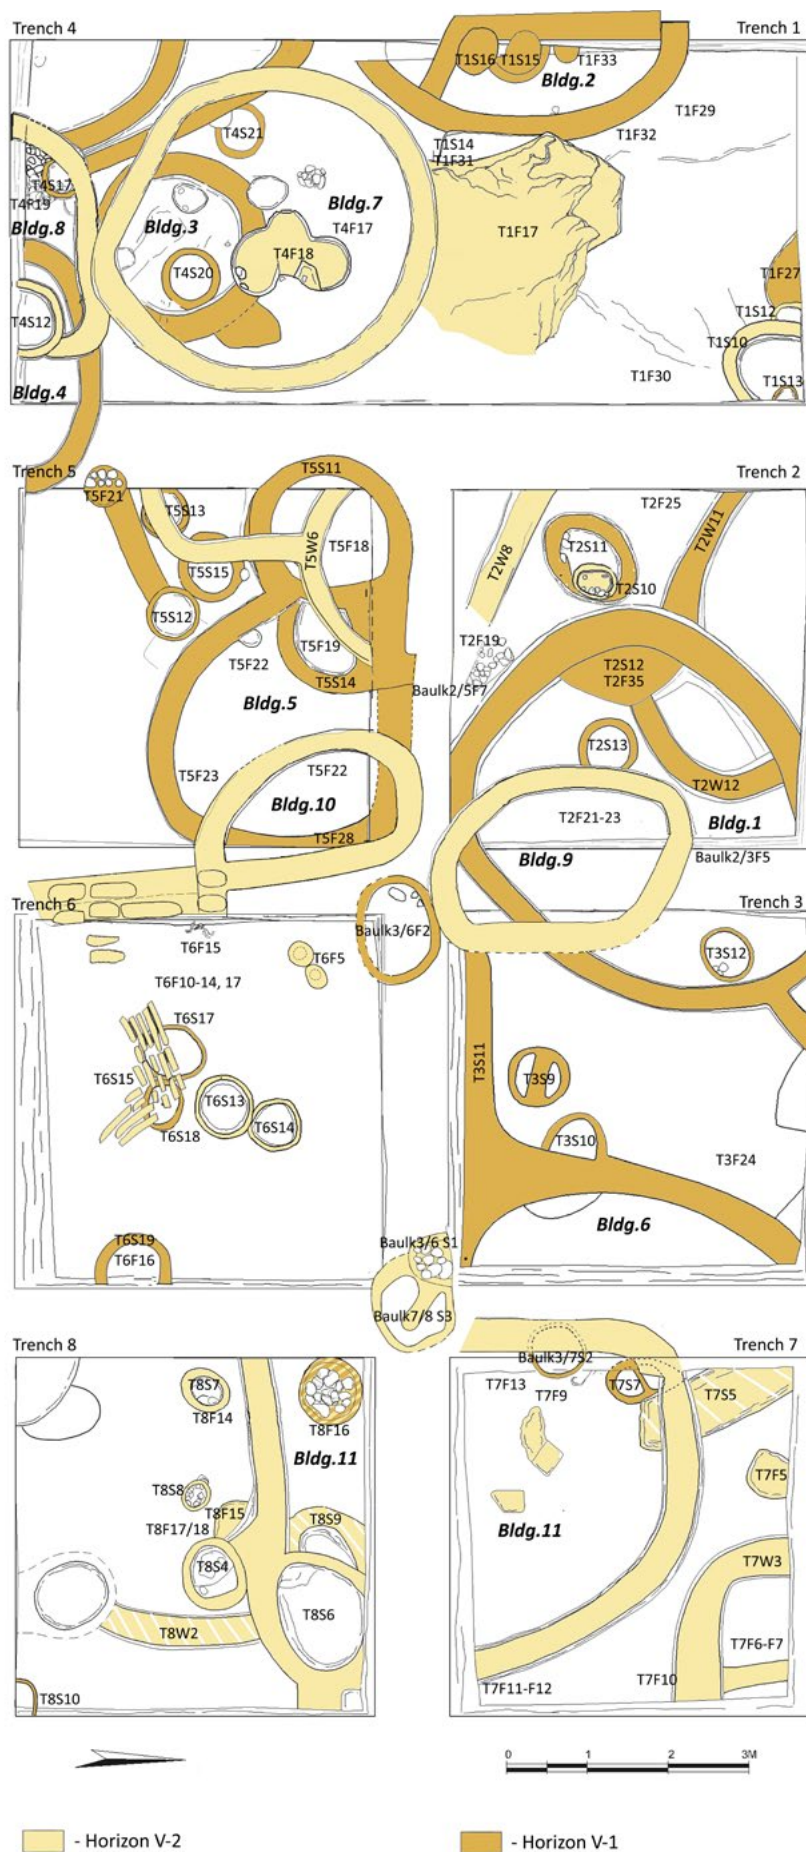 Trench 4
Trench 1
T1S16
T1S15
T1F33
Bldg.2
T1F29
T4S21
T1S14
T1F32
T1F31
T4S17
T4F19
Bldg.3
Bldg.7
T4F17
Bldg.8
T1F17
T4F18
T4S20
T1F27
T4S12
T1S12
T1S10
T1F30
T1S13
Bldg.4
Trench 5
T5S11
Trench 2
T5F21
T5S13
T2F25
T2W11
T5W6
T5F18
T2W8
T2S11
T5S15
T2S10
T5S12
T5F22
T5F19
T2F19
T2S12
T2F35
T5S14
Baulk2/5F7
Bldg.5
T2S13
T5F23
T5F22
T2W12
Bldg.10
T2F21-23
Bldg.1
T5F28
Bldg.9
Baulk2/3F5
Trench 6
Trench 3
T6F15
Baulk3/6F2
T3S12
T6F5
T6F10-14, 17
T6S17
T3S11
T6S15
T3S9
T6S13
T6S14
T6S18
T3S10
T3F24
T6S19
Bldg.6
T6F16
Baulk3/6 S1
Baulk7/8 S3
Trench 8
Trench 7
Baulk3/7S2
T8S7
T7F13
T7S7
T7F9
T7S5
T8F14
T8F16
Bldg.11
T8S8
T7F5
T8F15
T8F17/18
T8S9
Bldg.11
T8S4
T7W3
T8S6
T8W2
T7F6-F7
T8S10
T7F11-F12
T7F10
0 1 2 3M
- Horizon V-2
- Horizon V-1